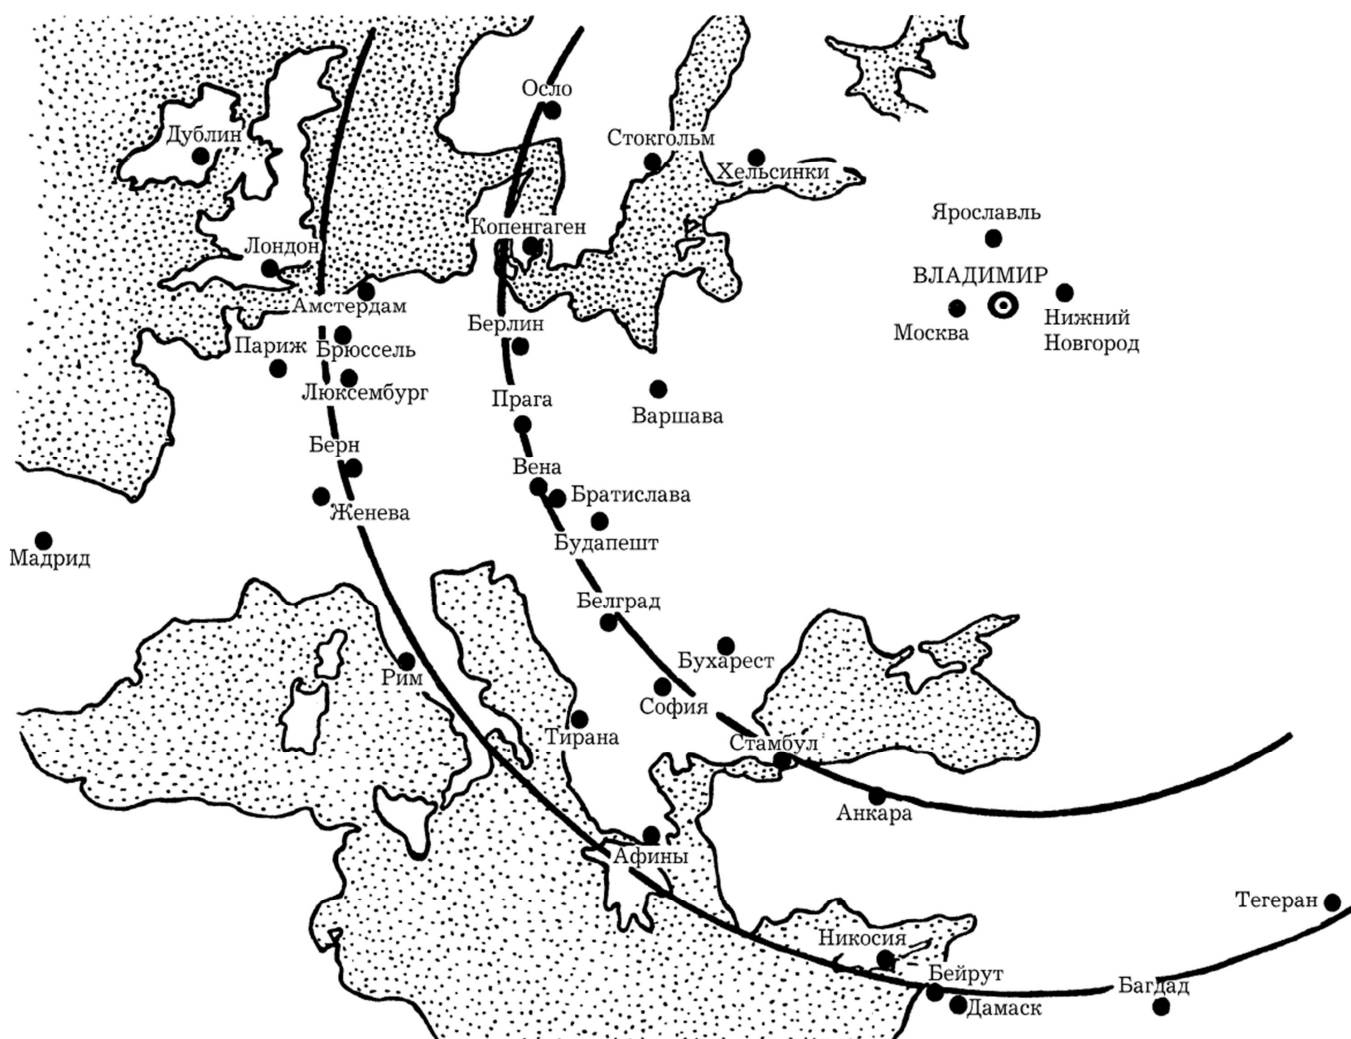 Осло
Дублин
Стокгольм
Хельсинки
Ярославль
Копенгаген
Лондон
ВЛАДИМИР
Амстердам
Москва
Нижний
Новгород
Берлин
Париж
Брюссель
Люксембург
Прага
Варшава
Берн
Вена
Братислава
Женева
Будапешт
Мадрид
Белград
Бухарест
Рим
София
Тирана
Стамбул
Анкара
Афины
Тегеран
Никосия
Бейрут
Багдад
Дамаск